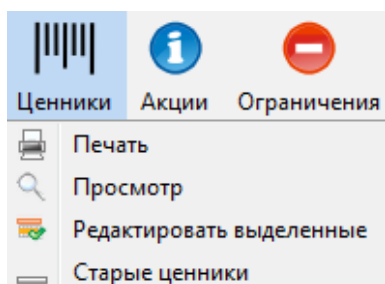 Ценники Акции Ограничения
Печать
Просмотр
Редактировать выделенные
Старые ценники